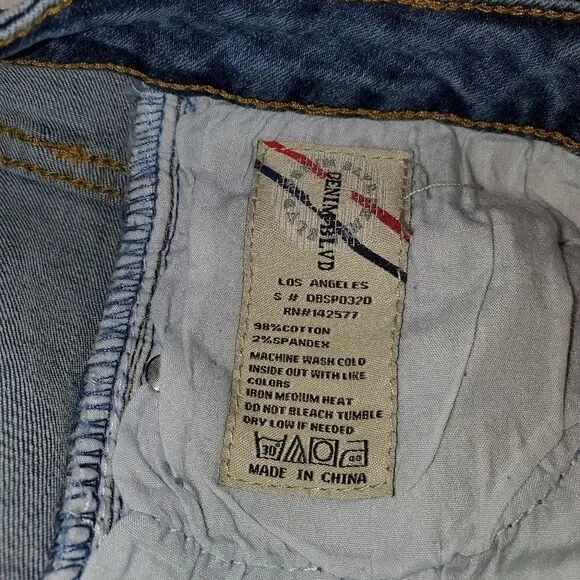 DENIM BLVD
LOS ANGELES
S # DBSP0320
RN#142577
98%COTTON
2%SPANDEX
MACHINE WASH COLD
INSIDE OUT WITH LIKE
COLORS
IRON MEDIUM HEAT
DO NOT BLEACH TUMBLE
DRY LOW IF NEEDED
30
MADE IN CHINA